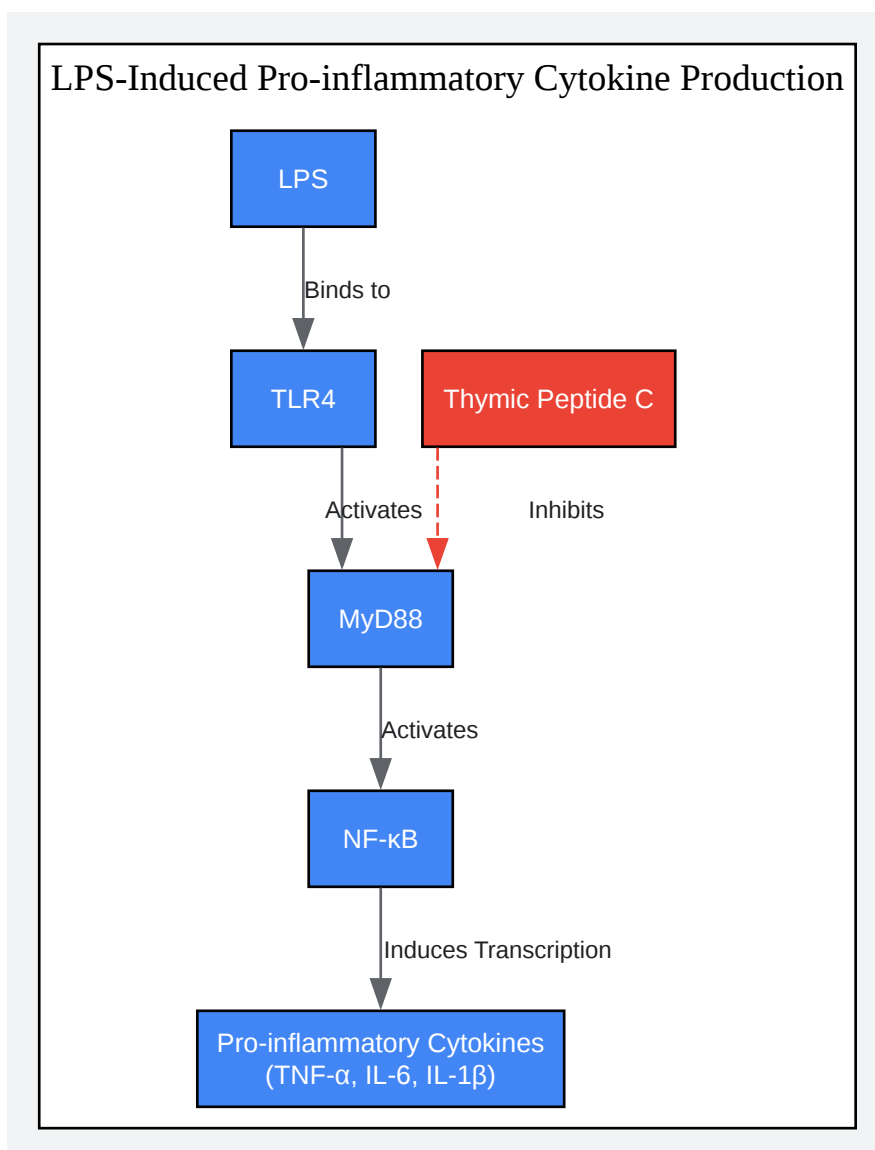 LPS-Induced Pro-inflammatory Cytokine Production
LPS
Binds to
TLR4
Thymic Peptide C
Activates
Inhibits
MyD88
Activates
NF-κB
Induces Transcription
Pro-inflammatory Cytokines
(TNF-α, IL-6, IL-1β)